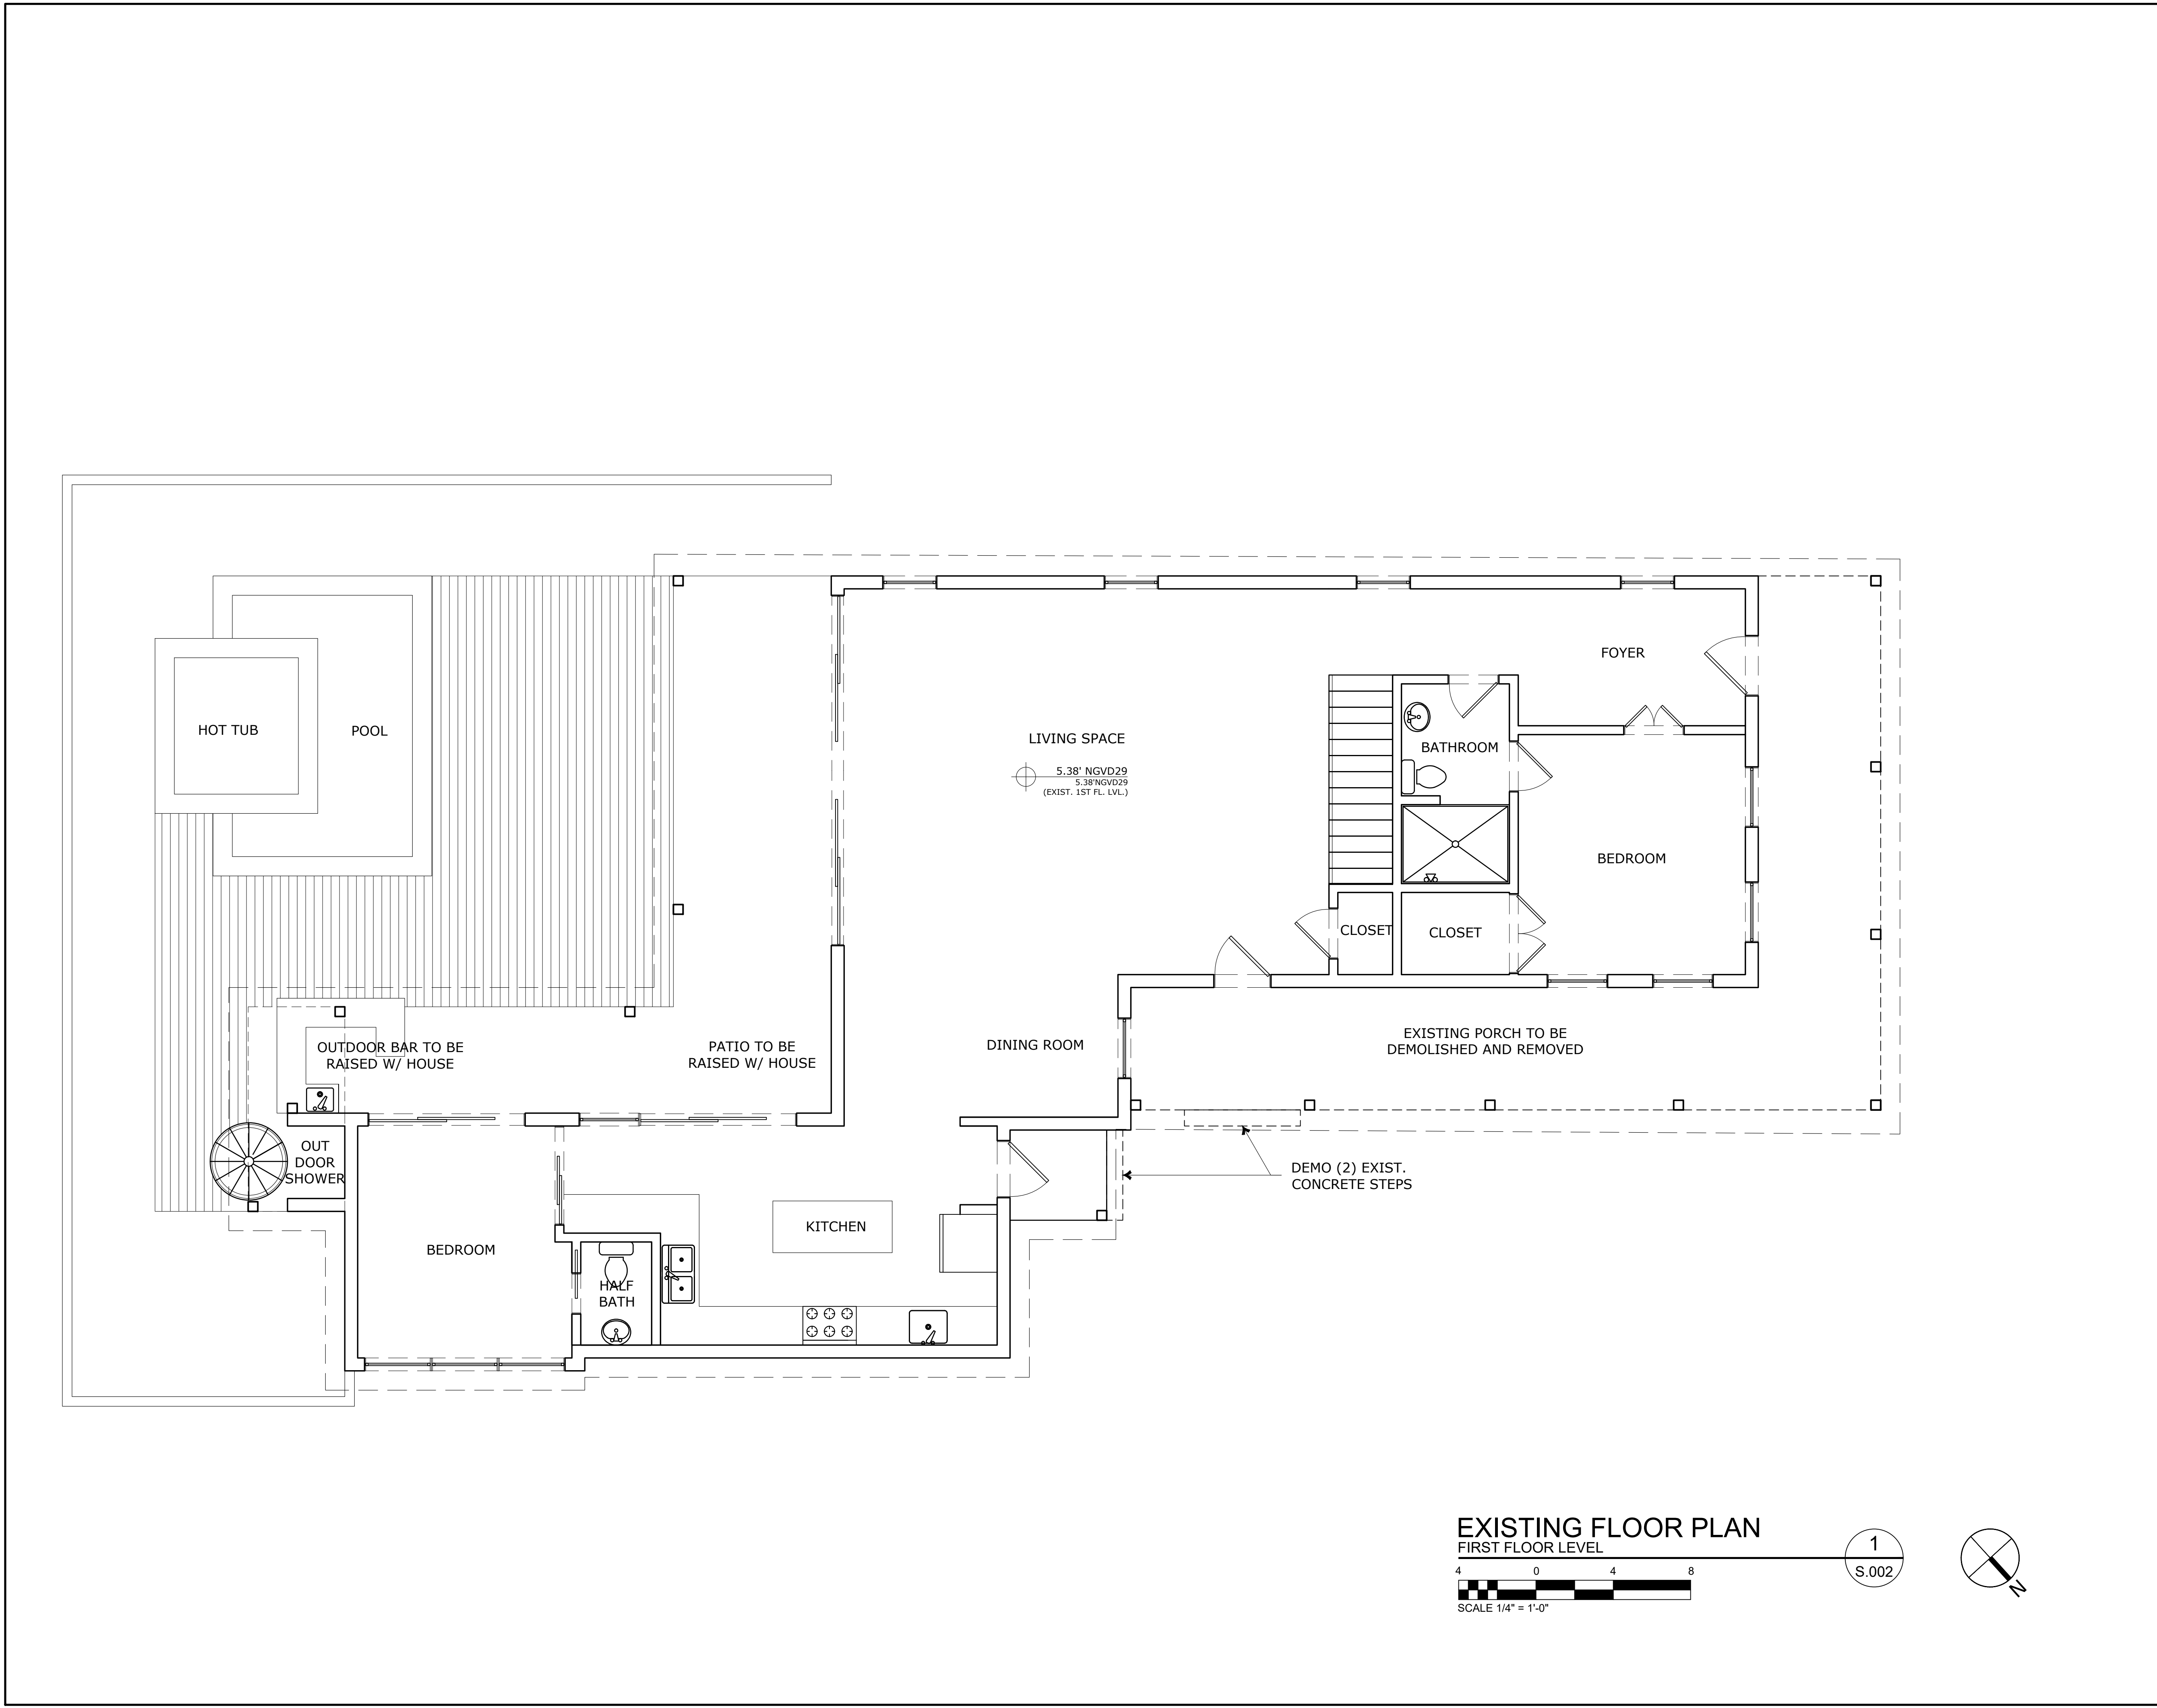 FOYER
HOT TUB
POOL
LIVING SPACE
BATHROOM
5.38' NGVD29
5.38'NGVD29
(EXIST. 1ST FL. LVL.)
BEDROOM
CLOSET
CLOSET
OUTDOOR BAR TO BE
RAISED W/ HOUSE
PATIO TO BE
RAISED W/ HOUSE
DINING ROOM
EXISTING PORCH TO BE
DEMOLISHED AND REMOVED
OUT
DOOR
SHOWER
DEMO (2) EXIST.
CONCRETE STEPS
KITCHEN
BEDROOM
HALF
BATH
EXISTING FLOOR PLAN
FIRST FLOOR LEVEL
1
S.002
4 0 4 8
SCALE 1/4" = 1'-0"
N